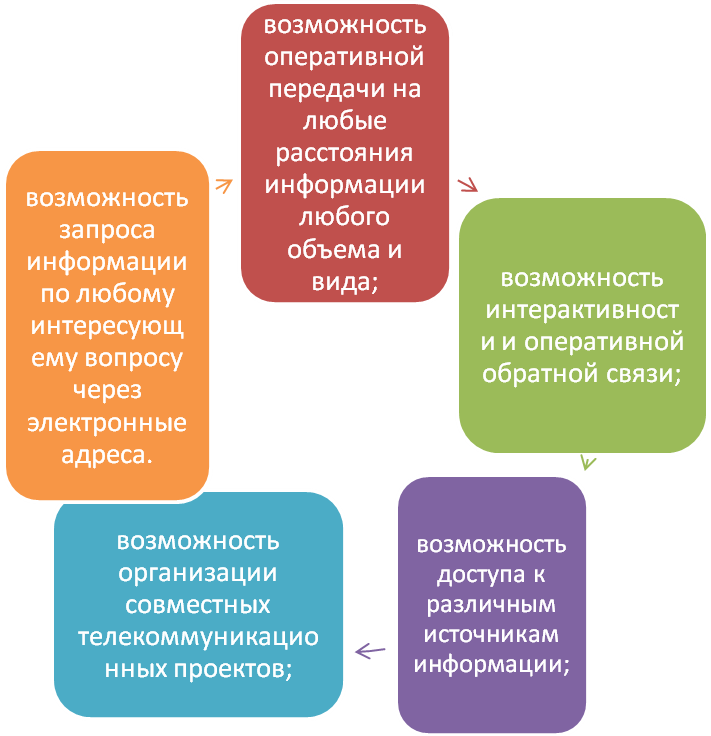 возможность
оперативной
передачи на
любые
расстояния
информации
любого
объема и
вида;
возможность
интерактивност
и и оперативной
обратной связи;
возможность
доступа к
различным
источникам
информации;
возможность
организации
совместных
телекоммуникацио
нных проектов;
возможность
запроса
информации
по любому
интересующ
ему вопросу
через
электронные
адреса.